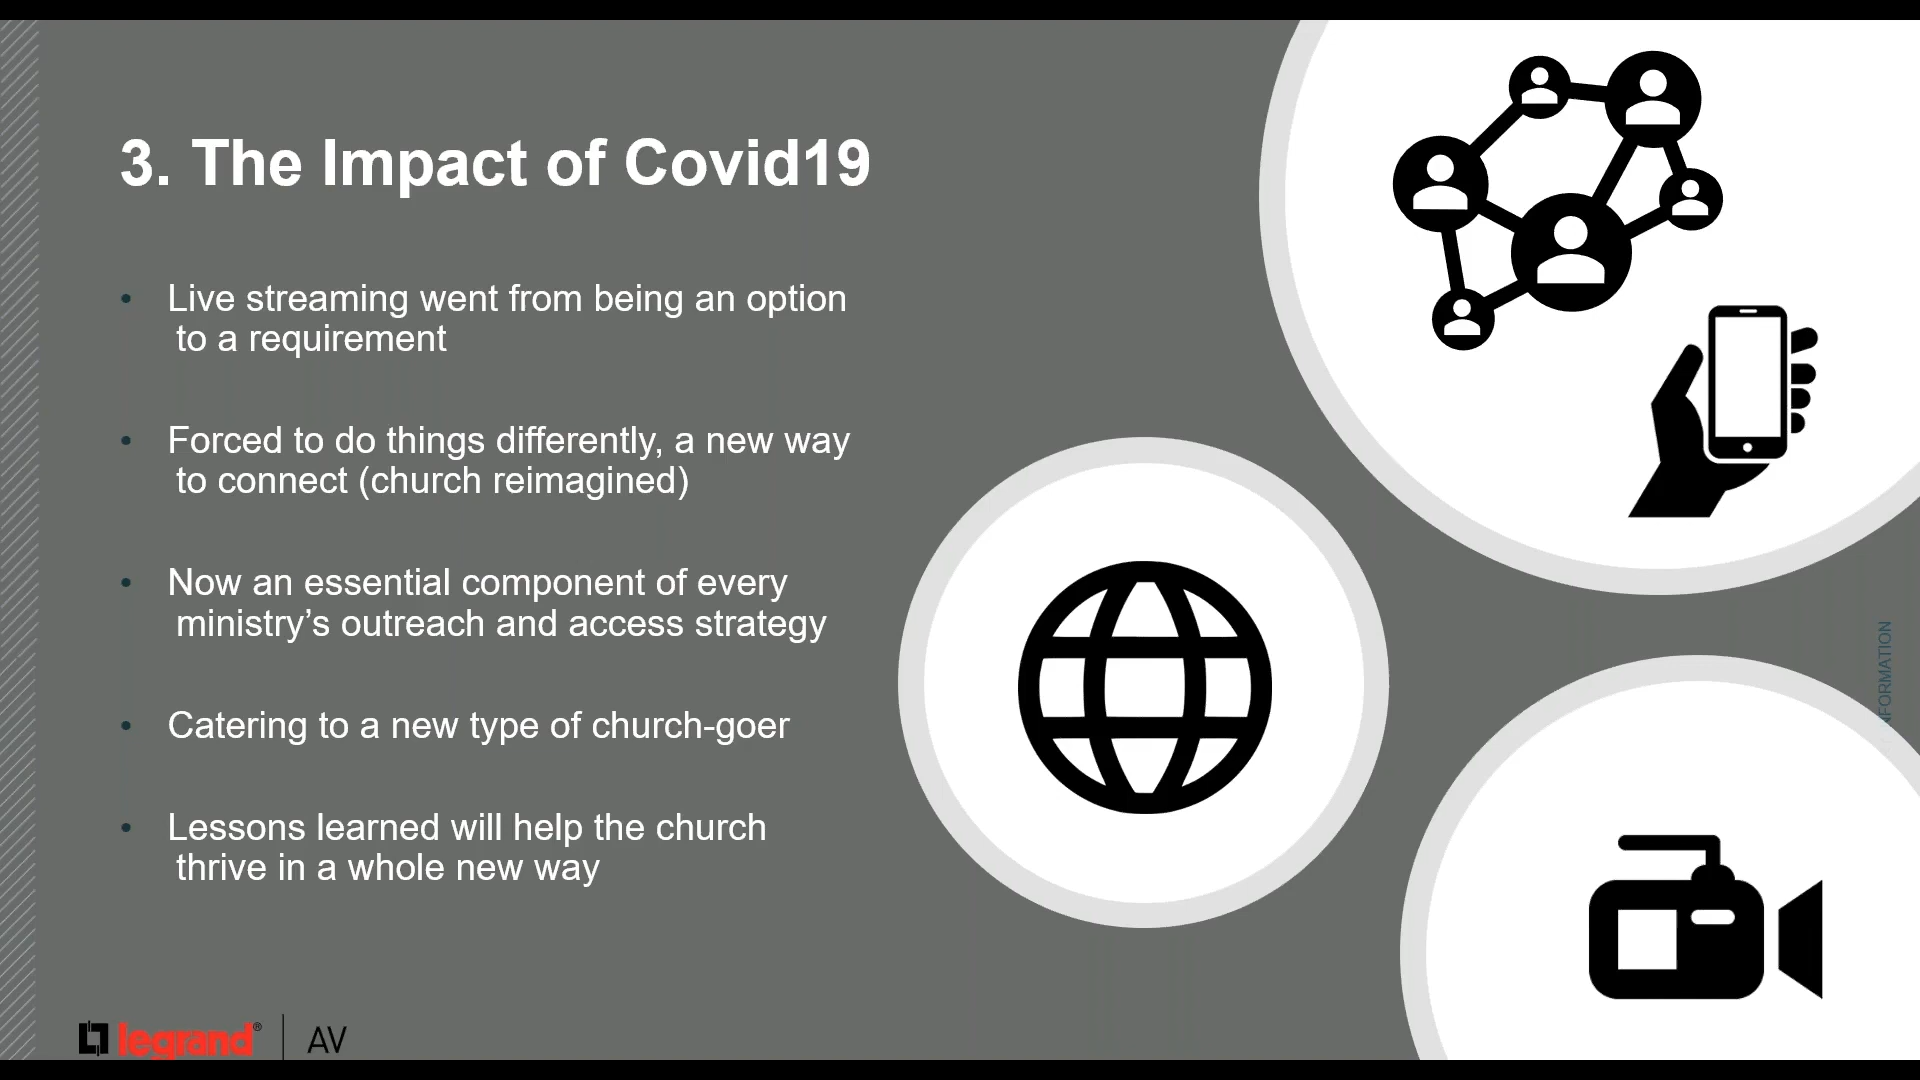 3. The Impact of Covid19
• Live streaming went from being an option
to a requirement
• Forced to do things differently, a new way
to connect (church reimagined)
• Now an essential component of every
ministry’s outreach and access strategy
• Catering to a new type of church-goer
• Lessons learned will help the church
thrive in a whole new way
legrand® | AV